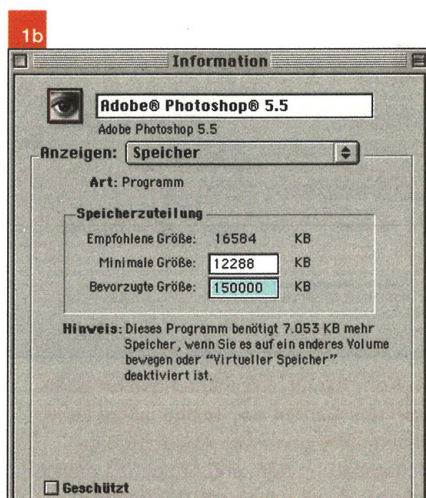 1b
Information
Adobe® Photoshop® 5.5
Adobe Photoshop 5.5
Anzeigen: Speicher
Art: Programm
Speicherzuteilung
Empfohlene Größe: 16584 KB
Minimale Größe: 12288 KB
Bevorzugte Größe: 150000 KB
Hinweis: Dieses Programm benötigt 7.053 KB mehr
Speicher, wenn Sie es auf ein anderes Volume
bewegen oder “Virtueller Speicher”
deaktiviert ist.
Geschützt